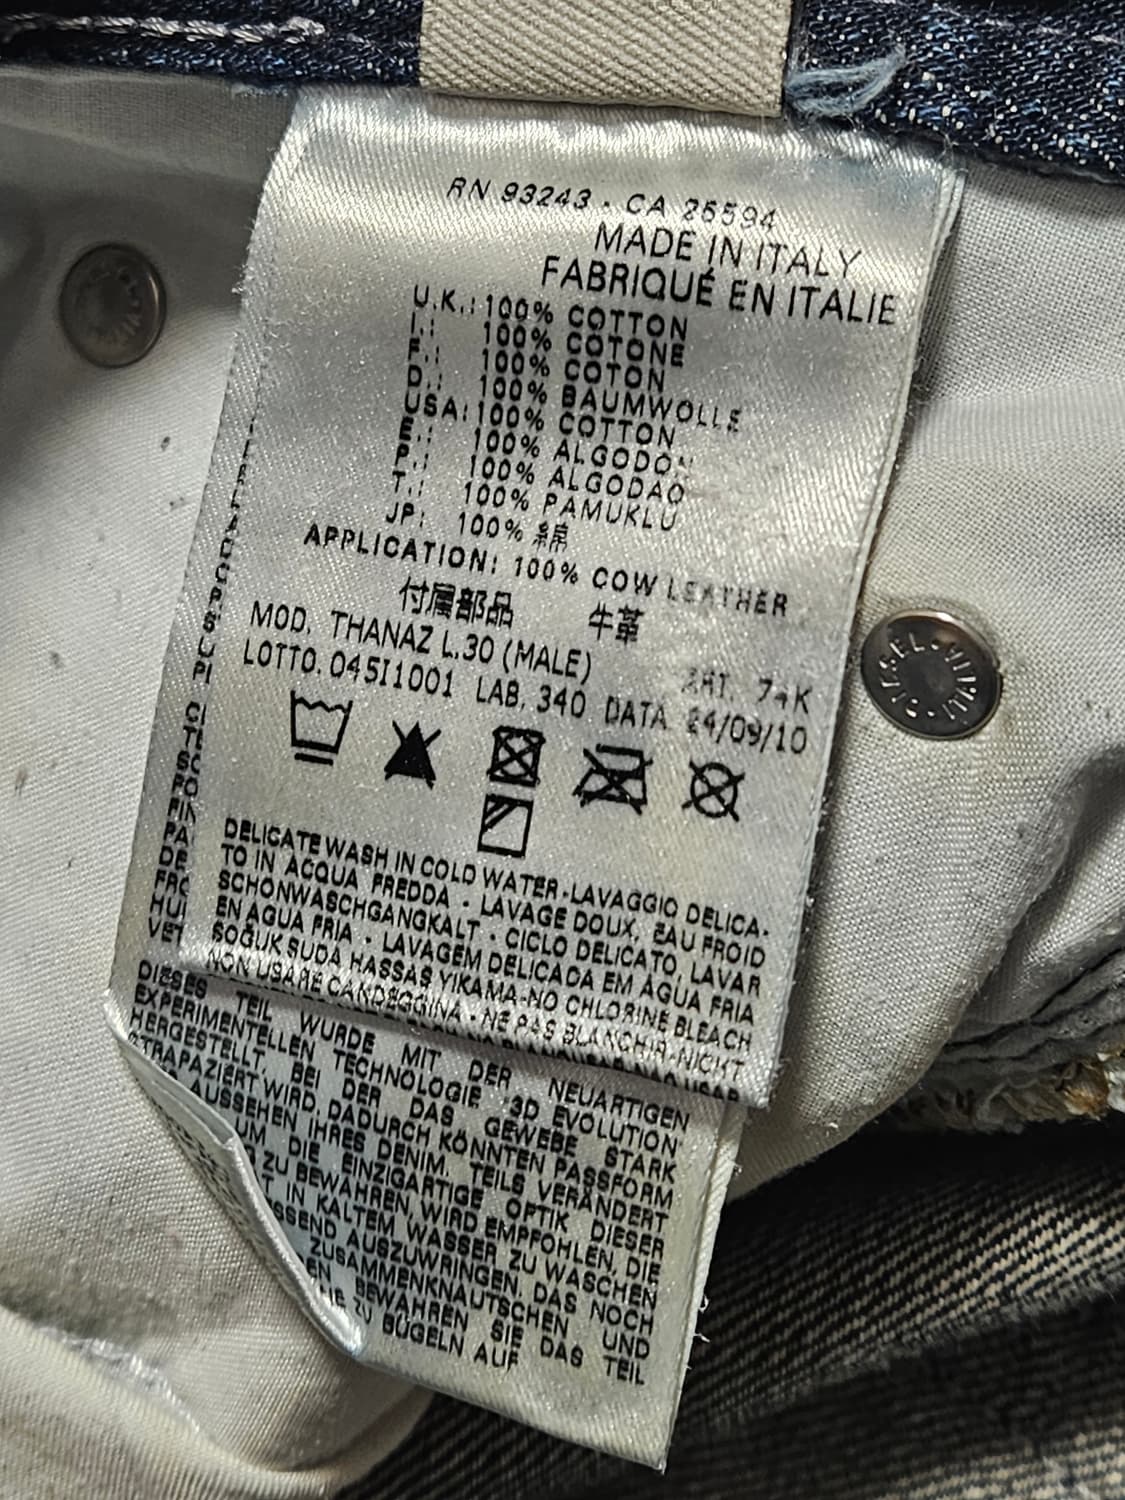 RN 93243 . CA 25594
MADE IN ITALY
FABRIQUÉ EN ITALIE
U.K.: 100% COTTON
I.: 100% COTONE
F.: 100% COTON
D.: 100% BAUMWOLLE
USA: 100% COTTON
E.: 100% ALGODON
P.: 100% ALGODAO
T.: 100% PAMUKLU
JP: 100% 綿
APPLICATION: 100% COW LEATHER
付属部品 牛革
MOD. THANAZ L.30 (MALE)
ART. 74K
LOTTO. 045I1001 LAB. 340 DATA 24/09/10
DELICATE WASH IN COLD WATER-LAVAGGIO DELICA-
TO IN ACQUA FREDDA - LAVAGE DOUX, EAU FROID
SCHONWASCHGANGKALT - CICLO DELICATO, LAVAR
EN AGUA FRIA - LAVAGEM DELICADA EM AGUA FRIA
SOĞUK SUDA HASSAS YIKAMA-NO CHLORINE BLEACH
NON USARE CANDEGGINA - NE PAS BLANCHIR-NICHT
DIESES TEIL WURDE MIT DER NEUARTIGEN
EXPERIMENTELLEN TECHNOLOGIE "3D EVOLUTION
HERGESTELLT, BEI DER DAS GEWEBE STARK
STRAPAZIERT WIRD. DADURCH KÖNNTEN PASSFORM
AUSSEHEN IHRES DENIM. TEILS VERÄNDERT
UM DIE EINZIGARTIGE OPTIK DIESER
ZU BEWAHREN, WIRD EMPFOHLEN, DIE
IN KALTEM WASSER ZU WASCHEN
AUSZUWRINGEN, DAS NOCH
ZUSAMMENKNAUTSCHEN UND
BEWAHREN SIE DAS TEIL
ZU BÜGELN AUF
DIESEL